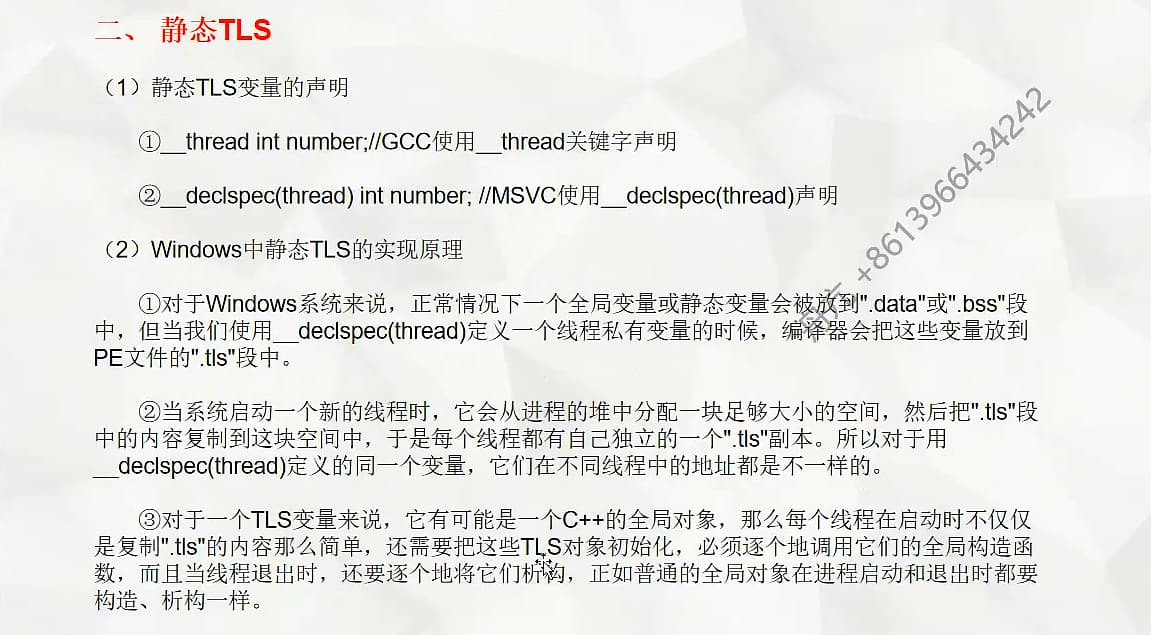 二、 静态TLS
（1）静态TLS变量的声明
①__thread int number;//GCC使用__thread关键字声明
②__declspec(thread) int number; //MSVC使用__declspec(thread)声明
（2）Windows中静态TLS的实现原理
①对于Windows系统来说，正常情况下一个全局变量或静态变量会被放到".data"或".bss"段
中，但当我们使用__declspec(thread)定义一个线程私有变量的时候，编译器会把这些变量放到
PE文件的".tls"段中。
②当系统启动一个新的线程时，它会从进程的堆中分配一块足够大小的空间，然后把".tls"段
中的内容复制到这块空间中，于是每个线程都有自己独立的一个".tls"副本。所以对于用
__declspec(thread)定义的同一个变量，它们在不同线程中的地址都是不一样的。
③对于一个TLS变量来说，它有可能是一个C++的全局对象，那么每个线程在启动时不仅仅
是复制".tls"的内容那么简单，还需要把这些TLS对象初始化，必须逐个地调用它们的全局构造函
数，而且当线程退出时，还要逐个地将它们析构，正如普通的全局对象在进程启动和退出时都要
构造、析构一样。
+8613966434242